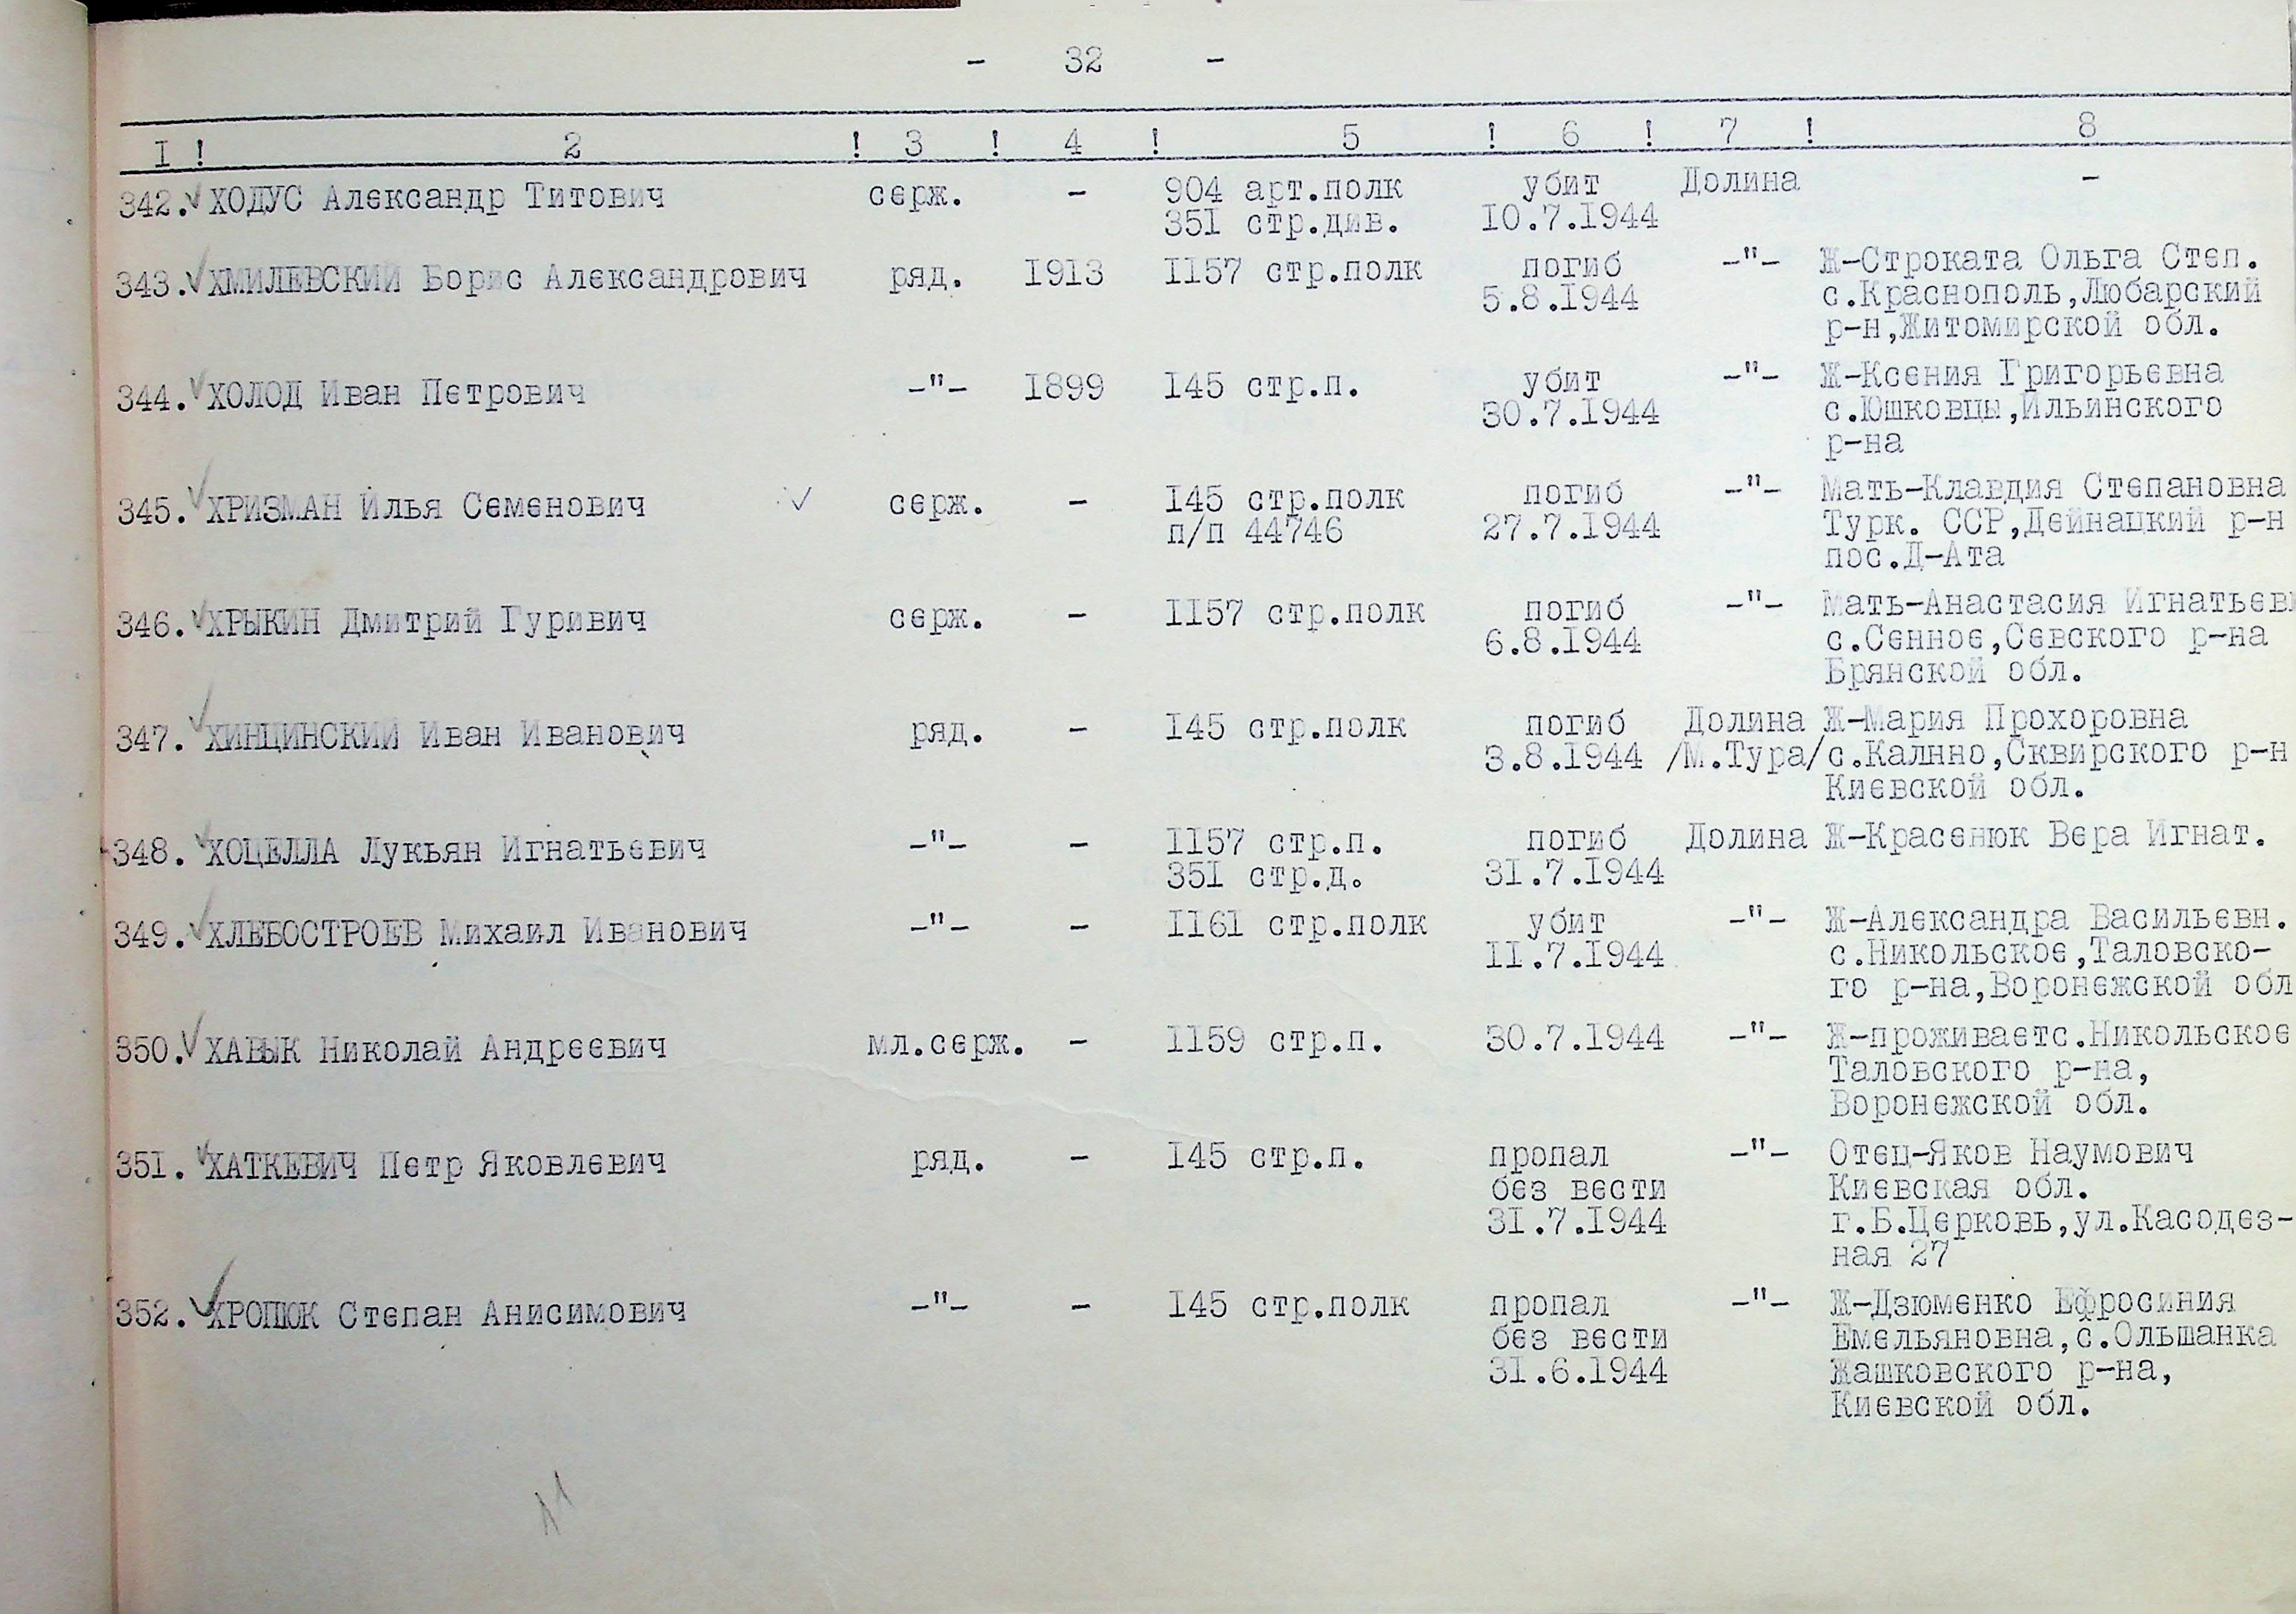 - 32 -
I ! 2 ! 3 ! 4 ! 5 ! 6 ! 7 ! 8
342. ХОДУС Александр Титович серж. - 904 арт.полк убит Долина -
351 стр.див. 10.7.1944
343. ХМИЛЕВСКИЙ Борис Александрович ряд. 1913 1157 стр.полк погиб -"- Ж-Строката Ольга Степ.
5.8.1944 с.Краснополь,Любарский
р-н,Житомирской обл.
344. ХОЛОД Иван Петрович -"- 1899 145 стр.п. убит -"- Ж-Ксения Григорьевна
30.7.1944 с.Юшковцы,Ильинского
р-на
345. ХРИЗМАН Илья Семенович серж. - 145 стр.полк погиб -"- Мать-Клавдия Степановна
п/п 44746 27.7.1944 Турк. ССР,Дейнацкий р-н
пос.Д-Ата
346. ХРЫКИН Дмитрий Гуривич серж. - 1157 стр.полк погиб -"- Мать-Анастасия Игнатьевн
6.8.1944 с.Сенное,Севского р-на
Брянской обл.
347. ХИНЦИНСКИЙ Иван Иванович ряд. - 145 стр.полк погиб Долина Ж-Мария Прохоровна
3.8.1944 /М.Тура/ с.Калнно,Сквирского р-н
Киевской обл.
348. ХОЦЕЛЛА Лукьян Игнатьевич -"- - 1157 стр.п. погиб Долина Ж-Красенюк Вера Игнат.
351 стр.д. 31.7.1944
349. ХЛЕБОСТРОЕВ Михаил Иванович -"- - 1161 стр.полк убит -"- Ж-Александра Васильевн.
11.7.1944 с.Никольское,Таловско-
го р-на,Воронежской обл
350. ХАВЫК Николай Андреевич мл.серж. - 1159 стр.п. 30.7.1944 -"- Ж-проживаетс.Никольское
Таловского р-на,
Воронежской обл.
351. ХАТКЕВИЧ Петр Яковлевич ряд. - 145 стр.п. пропал -"- Отец-Яков Наумович
без вести Киевская обл.
31.7.1944 г.Б.Церковь,ул.Касодез-
ная 27
352. ХРОПЮК Степан Анисимович -"- - 145 стр.полк пропал -"- Ж-Дзюменко Ефросиния
без вести Емельяновна,с.Ольшанка
31.6.1944 Жашковского р-на,
Киевской обл.
11